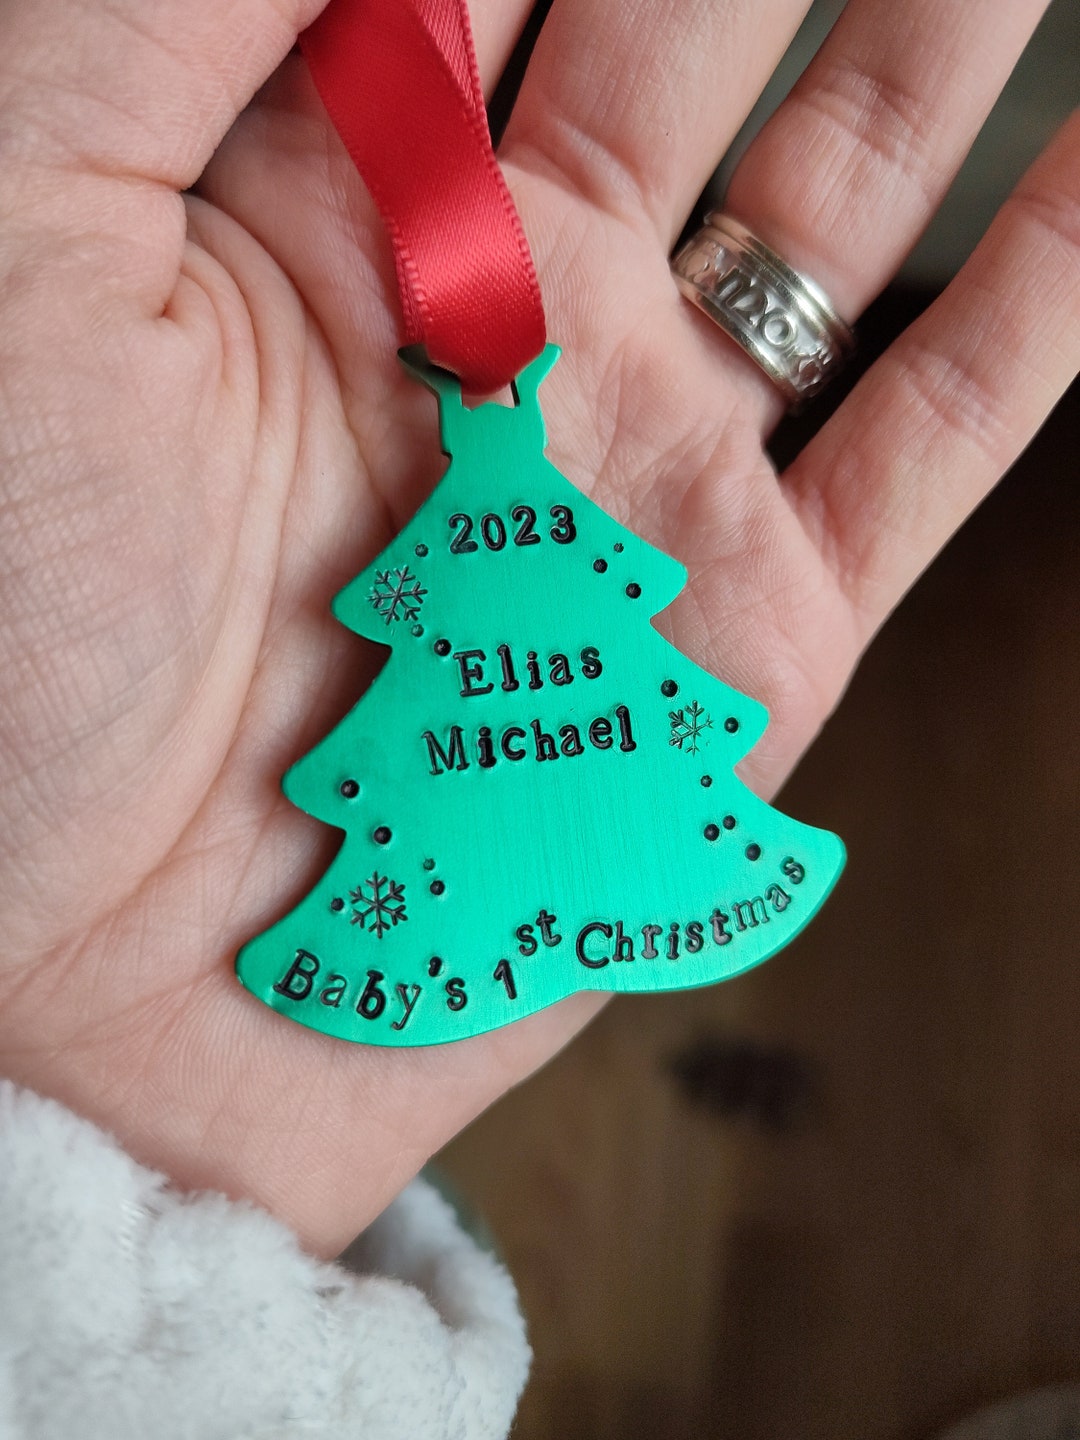 2023
Elias
Michael
Baby's 1st Christmas